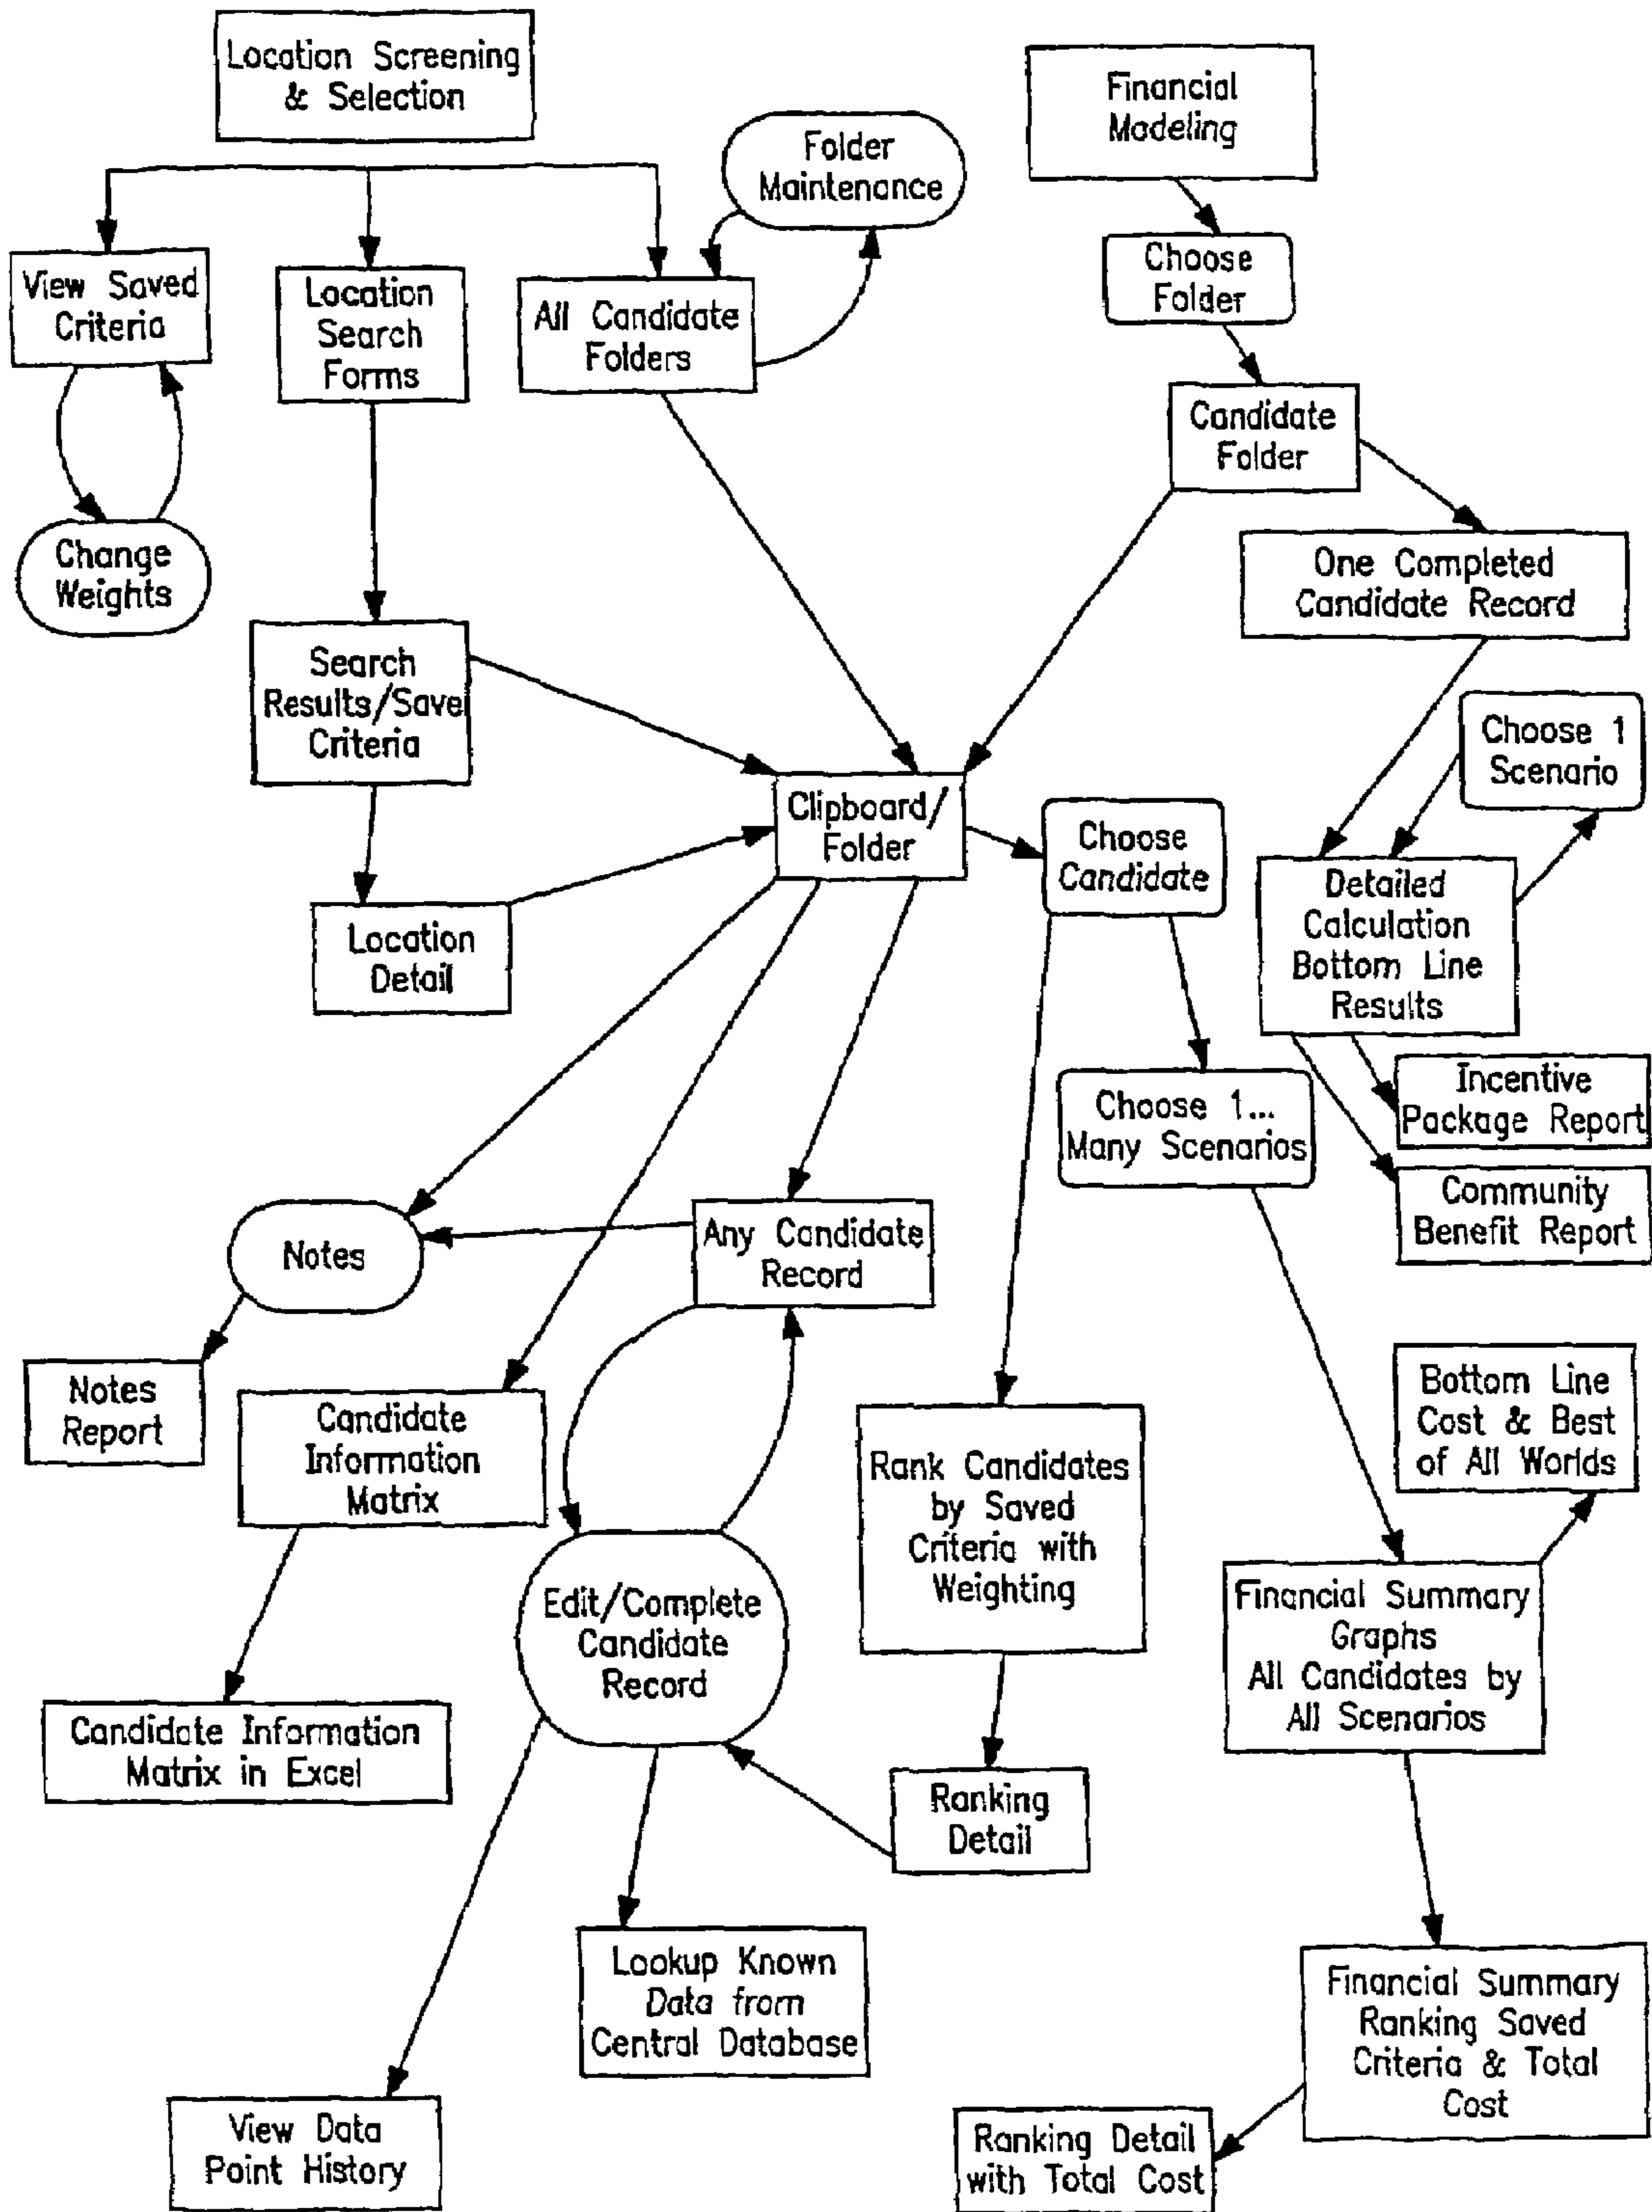 Location Screening
& Selection
Financial
Modeling
Folder
Maintenance
Choose
Folder
View Saved
Criteria
Location
Search
Forms
All Candidate
Folders
Candidate
Folder
Change
Weights
One Completed
Candidate Record
Search
Results/Save
Criteria
Choose 1
Scenario
Clipboard/
Folder
Choose
Candidate
Detailed
Calculation
Bottom Line
Results
Location
Detail
Incentive
Package Report
Choose 1...
Many Scenarios
Community
Benefit Report
Notes
Any Candidate
Record
Notes
Report
Candidate
Information
Matrix
Rank Candidates
by Saved
Criteria with
Weighting
Bottom Line
Cost & Best
of All Worlds
Edit/Complete
Candidate
Record
Financial Summary
Graphs
All Candidates by
All Scenarios
Candidate Information
Matrix in Excel
Ranking
Detail
Lookup Known
Data from
Central Database
Financial Summary
Ranking Saved
Criteria & Total
Cost
View Data
Point History
Ranking Detail
with Total Cost